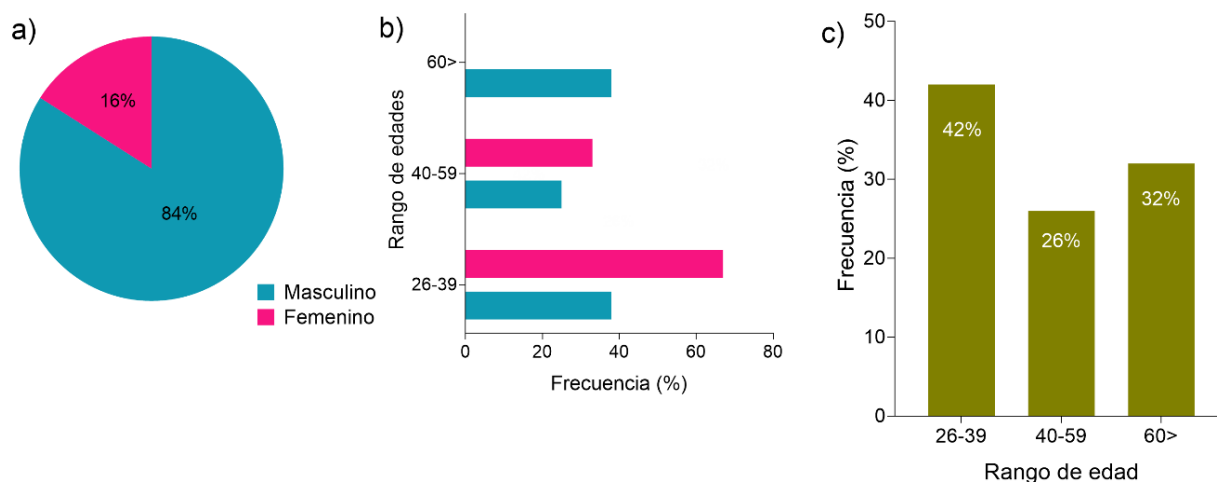 a)
16%
84%
Masculino
Femenino
b)
Rango de edades
60>
40-59
26-39
0 20 40 60 80
Frecuencia (%)
c)
Frecuencia (%)
50
40
30
20
10
0
42%
26%
32%
26-39 40-59 60>
Rango de edad